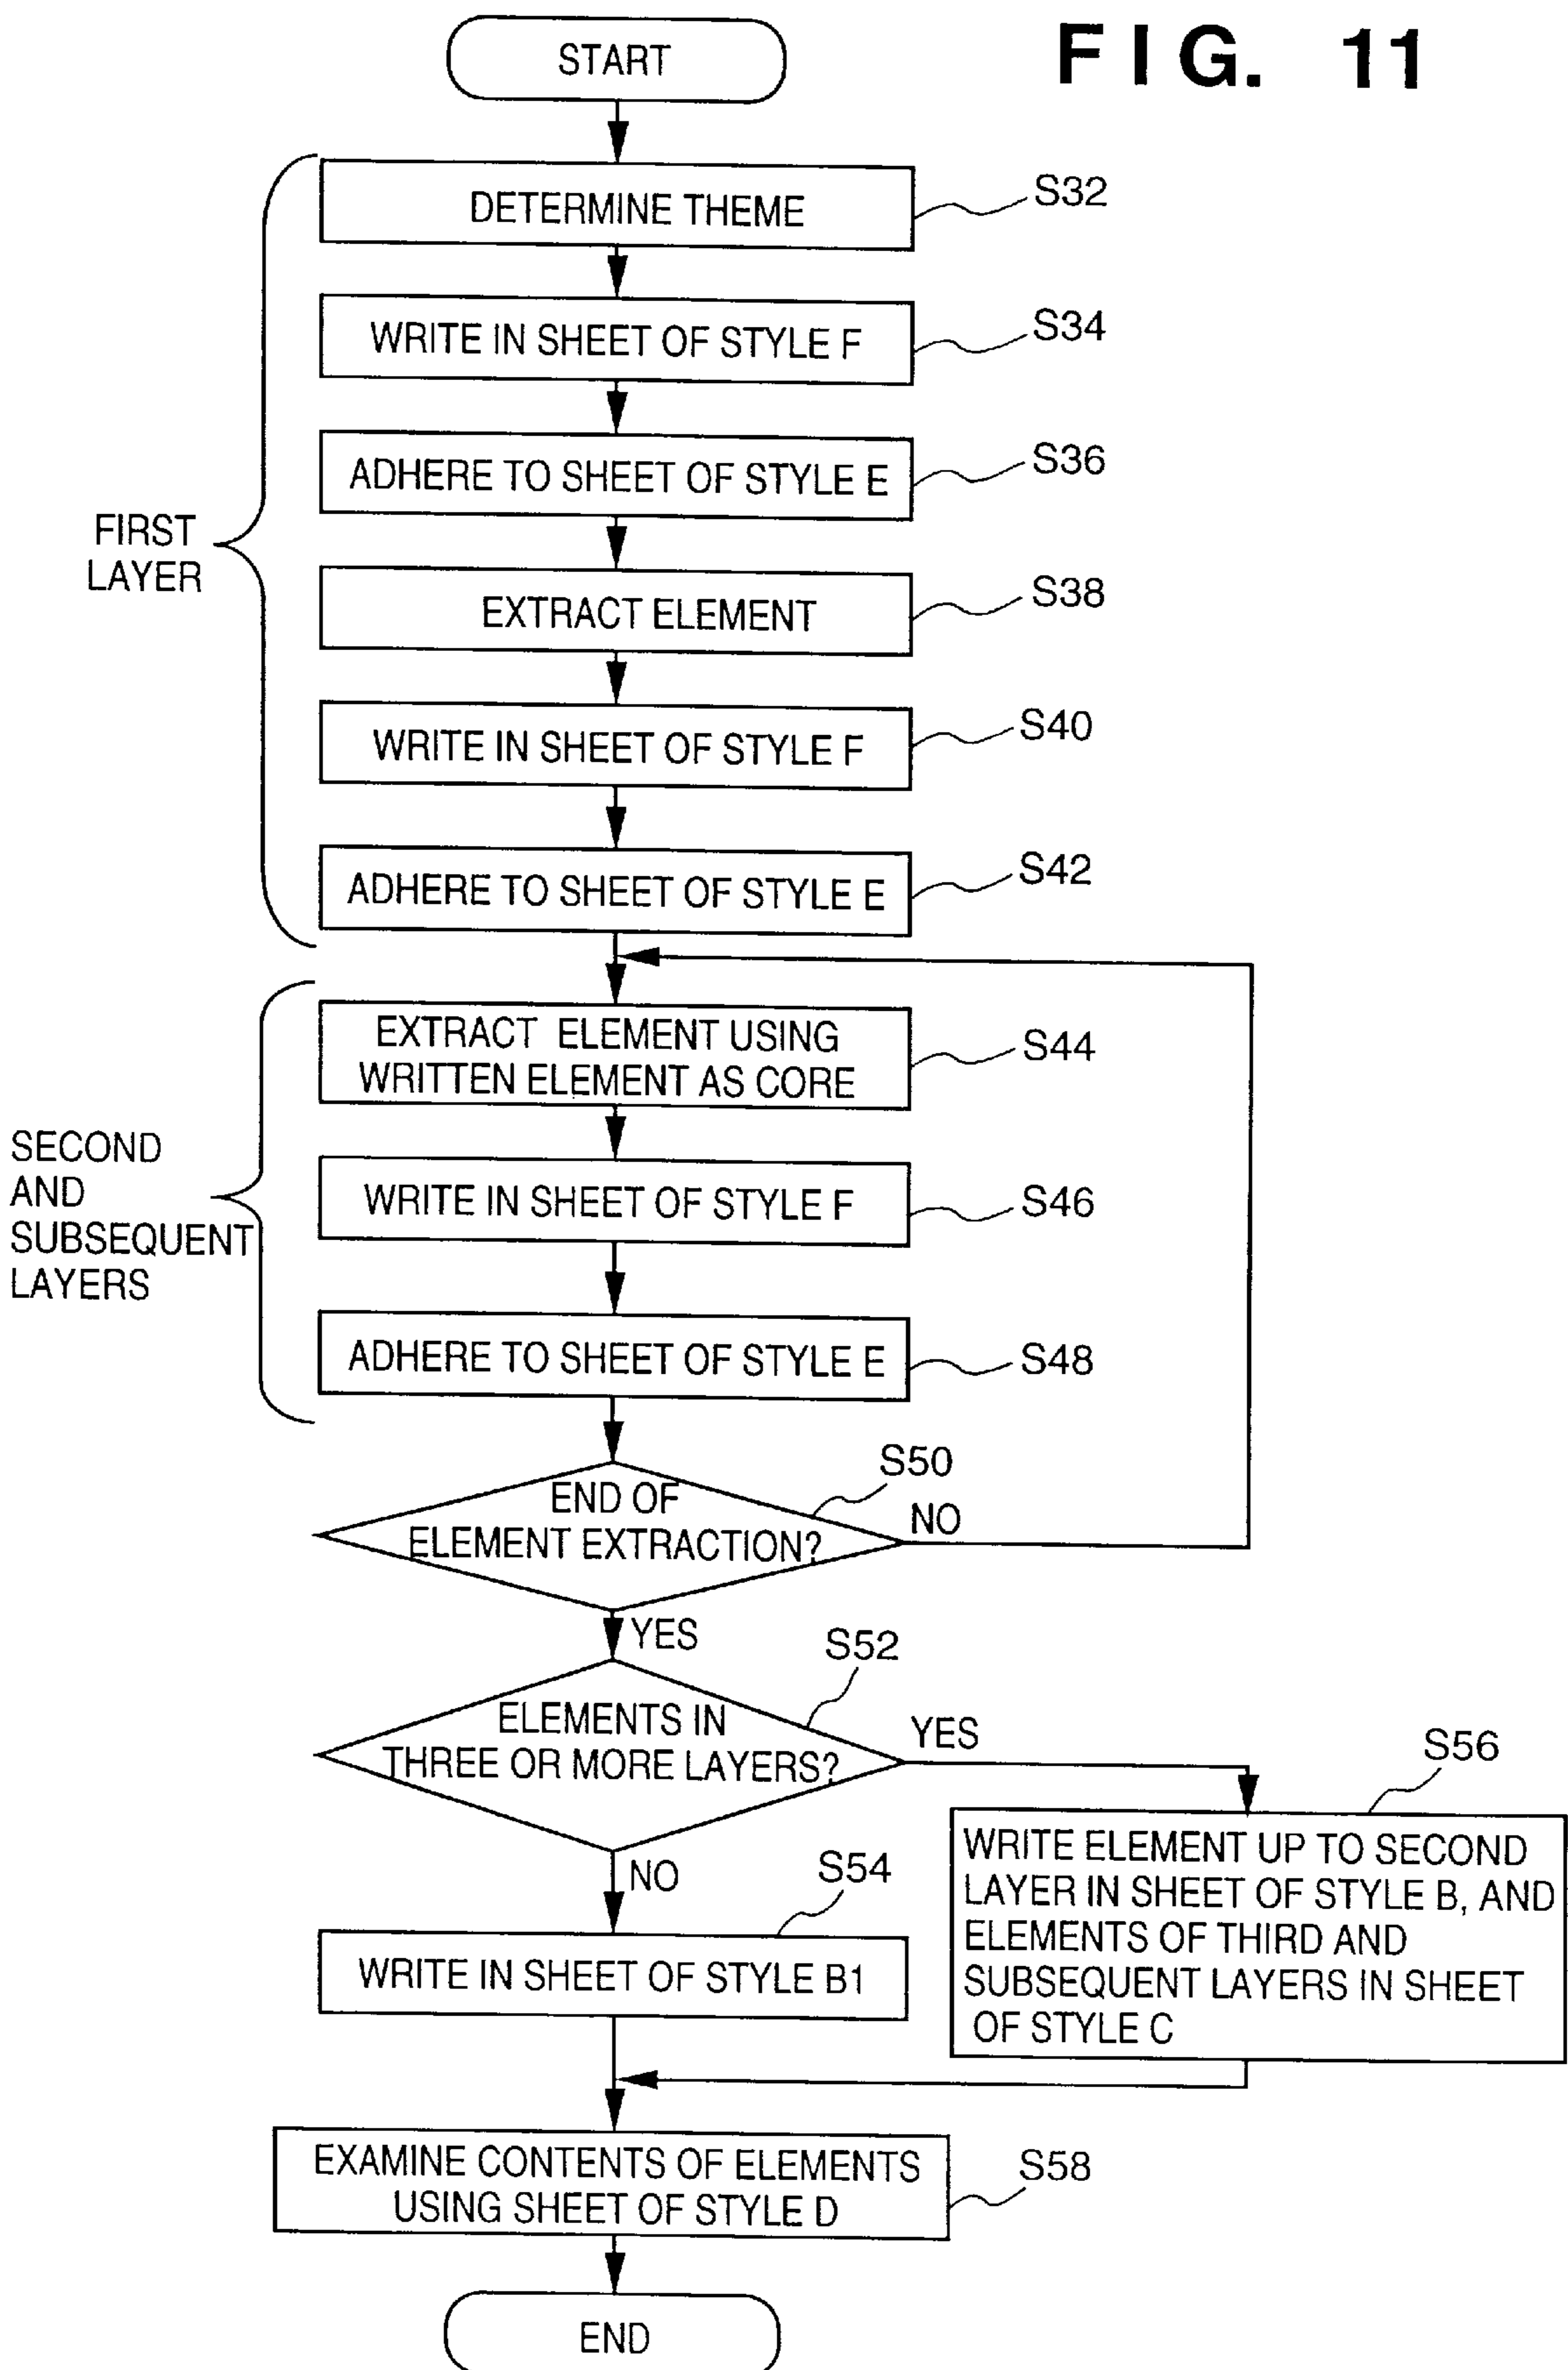 FIG. 11
START
DETERMINE THEME
S32
WRITE IN SHEET OF STYLE F
S34
ADHERE TO SHEET OF STYLE E
S36
FIRST
LAYER
EXTRACT ELEMENT
S38
WRITE IN SHEET OF STYLE F
S40
ADHERE TO SHEET OF STYLE E
S42
EXTRACT ELEMENT USING
WRITTEN ELEMENT AS CORE
S44
SECOND
AND
SUBSEQUENT
LAYERS
WRITE IN SHEET OF STYLE F
S46
ADHERE TO SHEET OF STYLE E
S48
END OF
ELEMENT EXTRACTION?
S50
NO
YES
ELEMENTS IN
THREE OR MORE LAYERS?
S52
YES
NO
S54
WRITE IN SHEET OF STYLE B1
S56
WRITE ELEMENT UP TO SECOND
LAYER IN SHEET OF STYLE B, AND
ELEMENTS OF THIRD AND
SUBSEQUENT LAYERS IN SHEET
OF STYLE C
EXAMINE CONTENTS OF ELEMENTS
USING SHEET OF STYLE D
S58
END